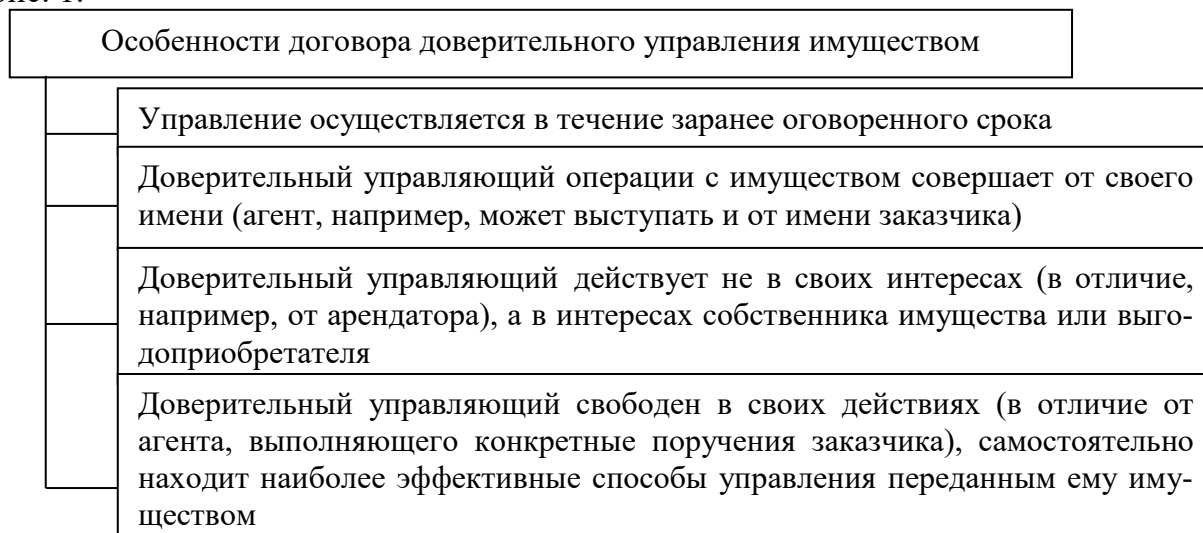 Особенности договора доверительного управления имуществом
Управление осуществляется в течение заранее оговоренного срока
Доверительный управляющий операции с имуществом совершает от своего
имени (агент, например, может выступать и от имени заказчика)
Доверительный управляющий действует не в своих интересах (в отличие,
например, от арендатора), а в интересах собственника имущества или выго-
доприобретателя
Доверительный управляющий свободен в своих действиях (в отличие от
агента, выполняющего конкретные поручения заказчика), самостоятельно
находит наиболее эффективные способы управления переданным ему иму-
ществом